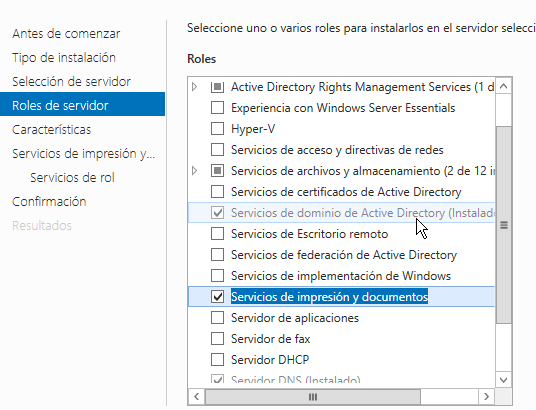 Seleccione uno o varios roles para instalarlos en el servidor selecci
Antes de comenzar
Tipo de instalación
Selección de servidor
Roles de servidor
Características
Servicios de impresión y...
Servicios de rol
Confirmación
Resultados
Roles
Active Directory Rights Management Services (1 d
Experiencia con Windows Server Essentials
Hyper-V
Servicios de acceso y directivas de redes
Servicios de archivos y almacenamiento (2 de 12 in
Servicios de certificados de Active Directory
Servicios de dominio de Active Directory (Instalado
Servicios de Escritorio remoto
Servicios de federación de Active Directory
Servicios de implementación de Windows
Servicios de impresión y documentos
Servidor de aplicaciones
Servidor de fax
Servidor DHCP
Servidor DNS (Instalado)